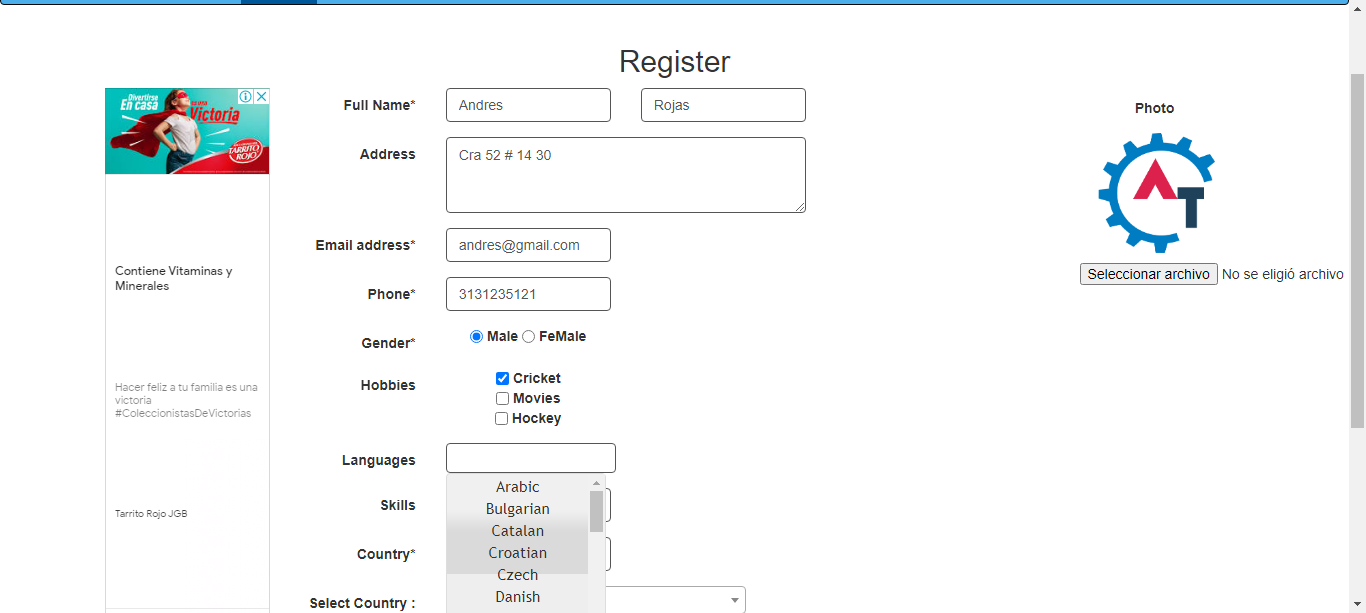 Register
Divertirse
En casa
es otra
Victoria
TARRITO
ROJO
Contiene Vitaminas y
Minerales
Hacer feliz a tu familia es una
victoria
#ColeccionistasDeVictorias
Tarrito Rojo JGB
Full Name*
Andres
Rojas
Address
Cra 52 # 14 30
Email address*
andres@gmail.com
Phone*
3131235121
Gender*
Male
FeMale
Hobbies
Cricket
Movies
Hockey
Languages
Arabic
Bulgarian
Catalan
Croatian
Czech
Danish
Skills
Country*
Select Country :
Photo
AT
Seleccionar archivo No se eligió archivo